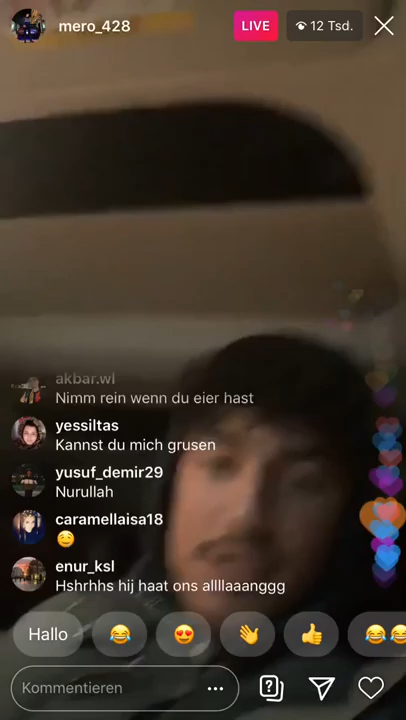 mero_428
LIVE
12 Tsd.
akbar.wl
Nimm rein wenn du eier hast
yessiltas
Kannst du mich grusen
yusuf_demir29
Nurullah
caramellaisa18
enur_ksl
Hshrhhs hij haat ons allllaaanggg
Hallo
Kommentieren